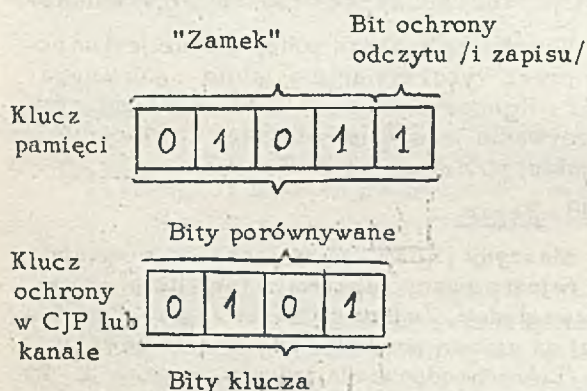 "Zamek"
Bit ochrony
odczytu /i zapisu/
Klucz
pamięci
0 1 0 1 1
Bity porównywane
Klucz
ochrony
w CJP lub
kanale
0 1 0 1
Bity klucza